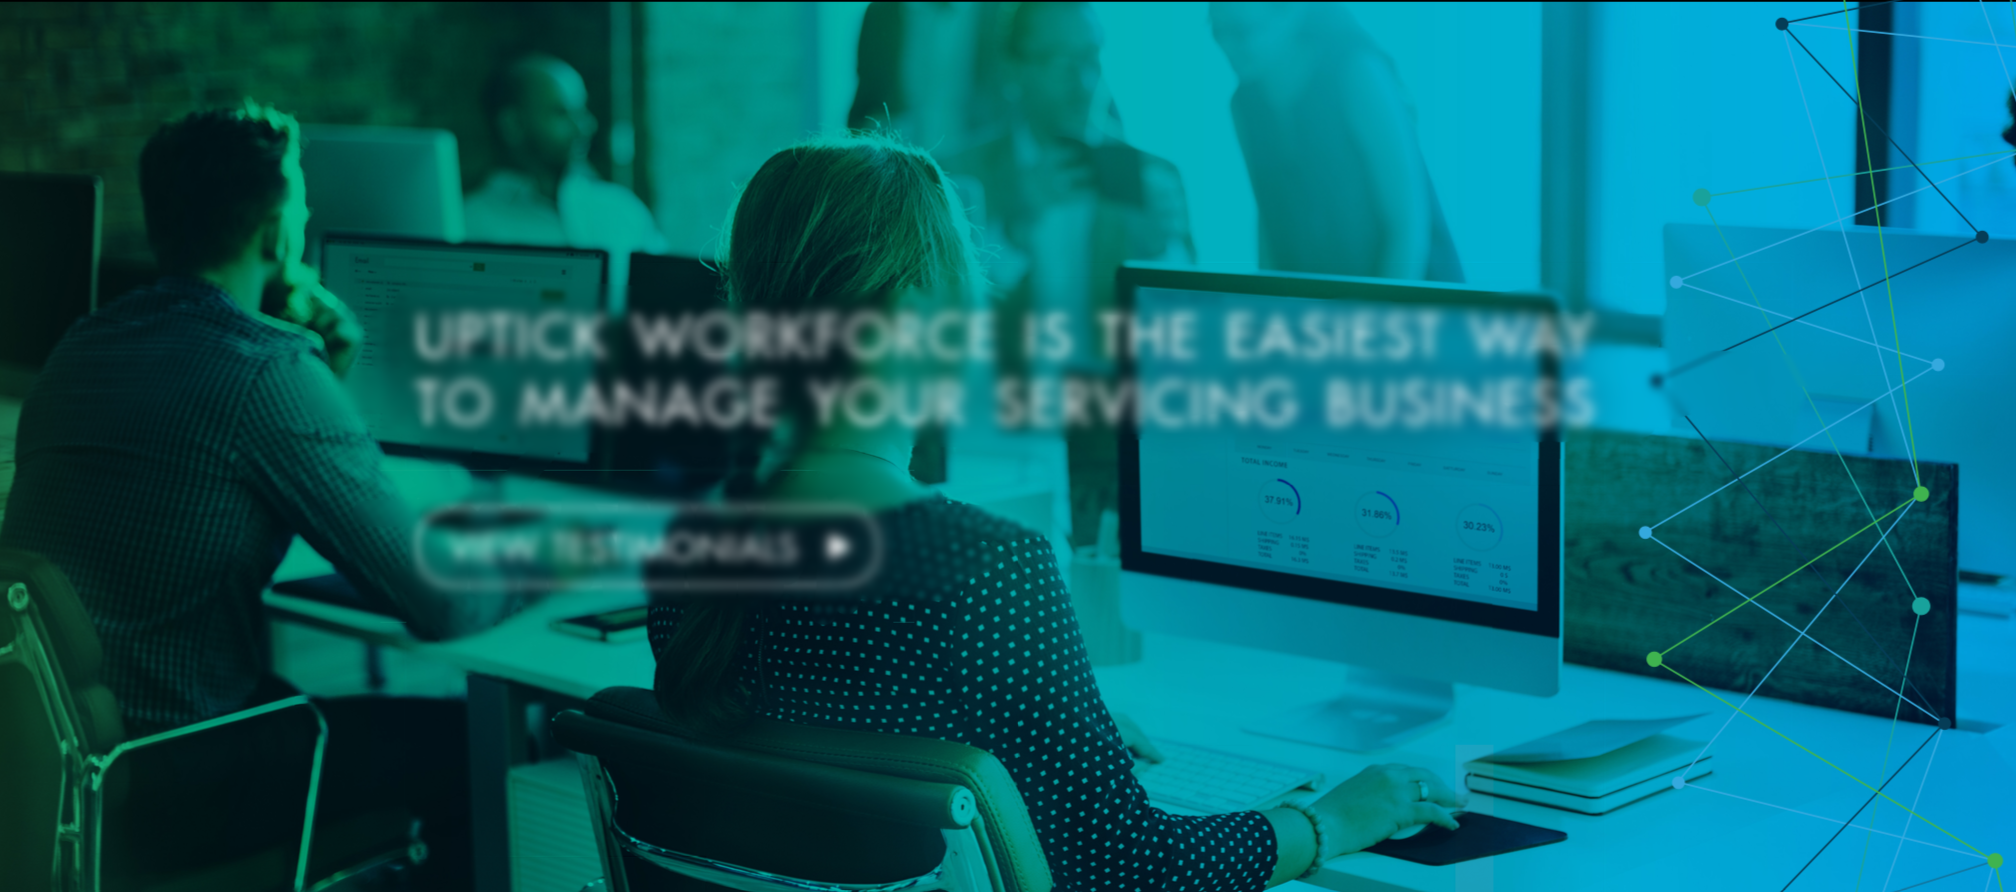 UPTICK WORKFORCE IS THE EASIEST WAY
TO MANAGE YOUR SERVICING BUSINESS
TOTAL INCOME
37.91% 31.86% 30.23%
VIEW TESTIMONIALS